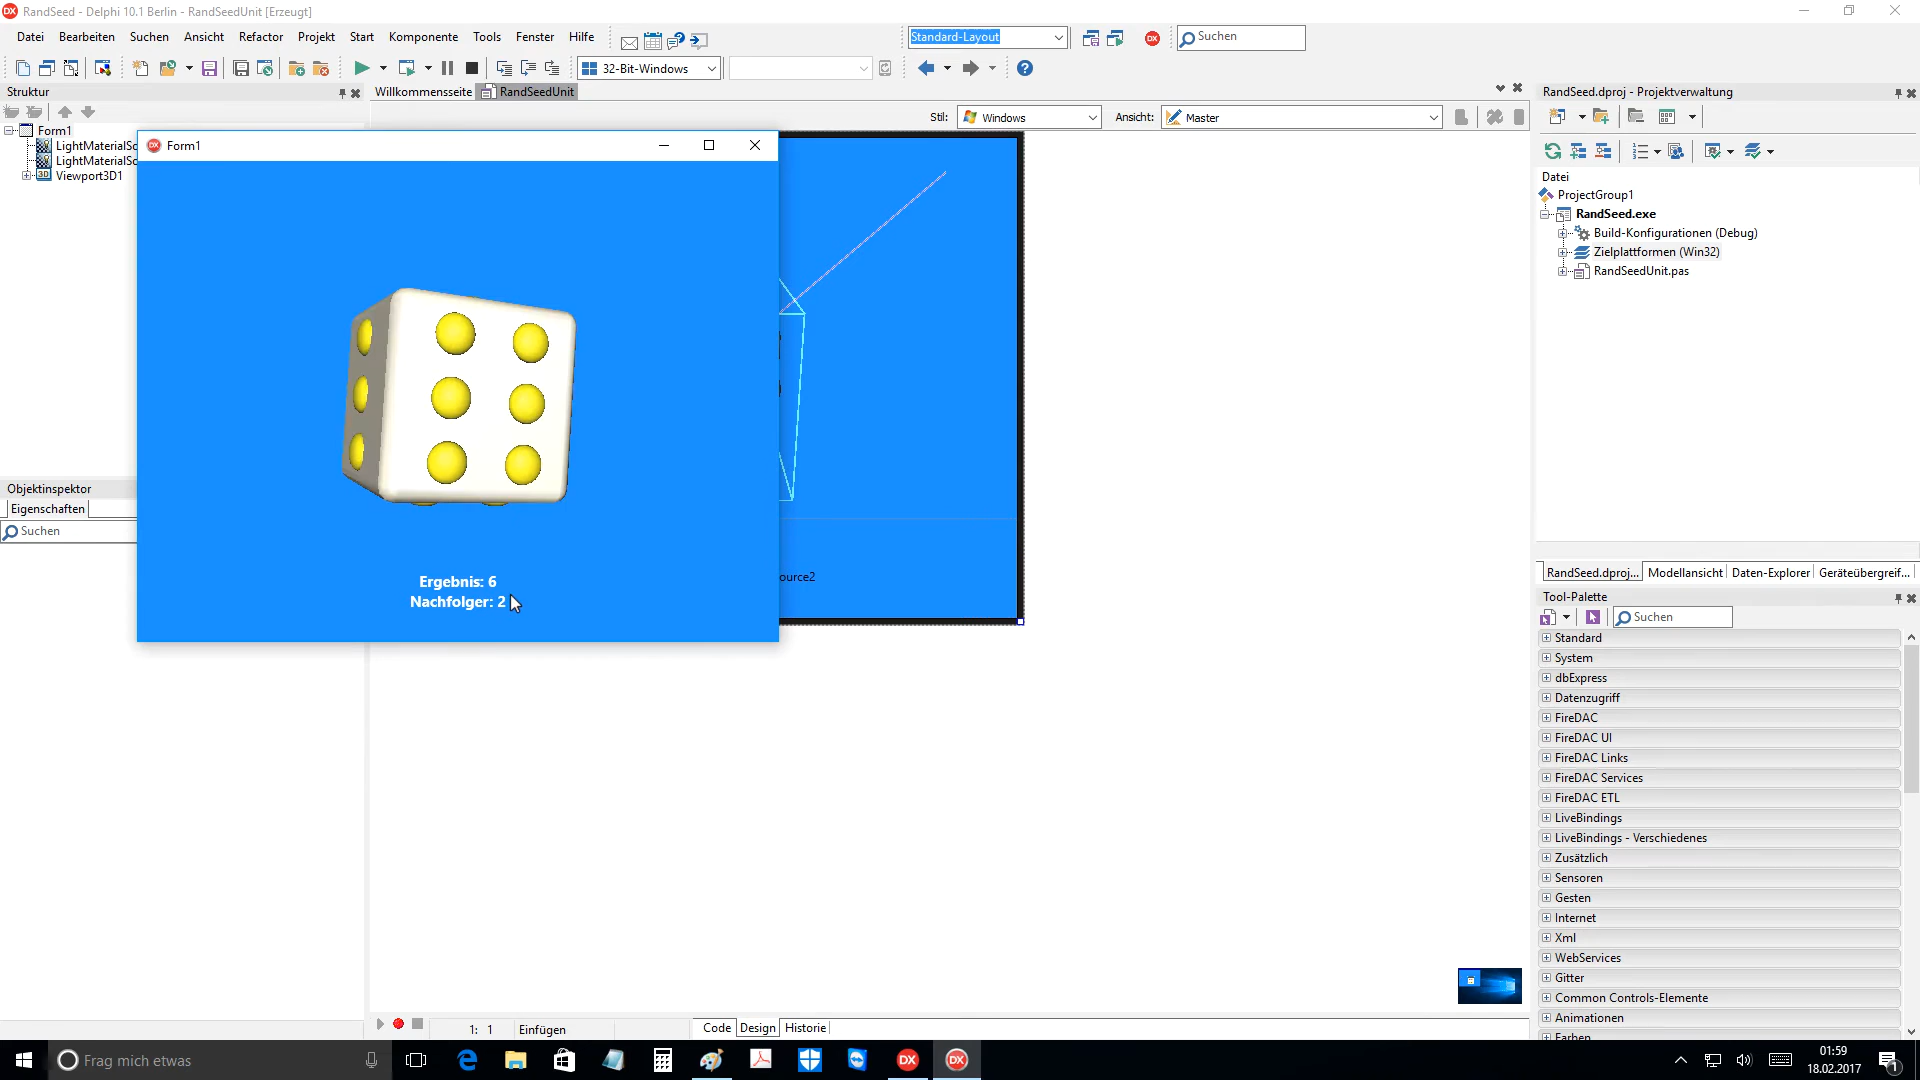 RandSeed - Delphi 10.1 Berlin - RandSeedUnit [Erzeugt]
Datei Bearbeiten Suchen Ansicht Refactor Projekt Start Komponente Tools Fenster Hilfe
Standard-Layout
Suchen
32-Bit-Windows
Struktur
Willkommensseite RandSeedUnit
RandSeed.dproj - Projektverwaltung
Stil: Windows Ansicht: Master
Form1
LightMaterialSc
LightMaterialSc
Viewport3D1
Form1
Ergebnis: 6
Nachfolger: 2
ource2
Objektinspektor
Eigenschaften
Suchen
Datei
ProjectGroup1
RandSeed.exe
Build-Konfigurationen (Debug)
Zielplattformen (Win32)
RandSeedUnit.pas
RandSeed.dproj... Modellansicht Daten-Explorer Geräteübergreif...
Tool-Palette
Suchen
Standard
System
dbExpress
Datenzugriff
FireDAC
FireDAC UI
FireDAC Links
FireDAC Services
FireDAC ETL
LiveBindings
LiveBindings - Verschiedenes
Zusätzlich
Sensoren
Gesten
Internet
Xml
WebServices
Gitter
Common Controls-Elemente
Animationen
Farben
1: 1 Einfügen Code Design Historie
Frag mich etwas
01:59
18.02.2017